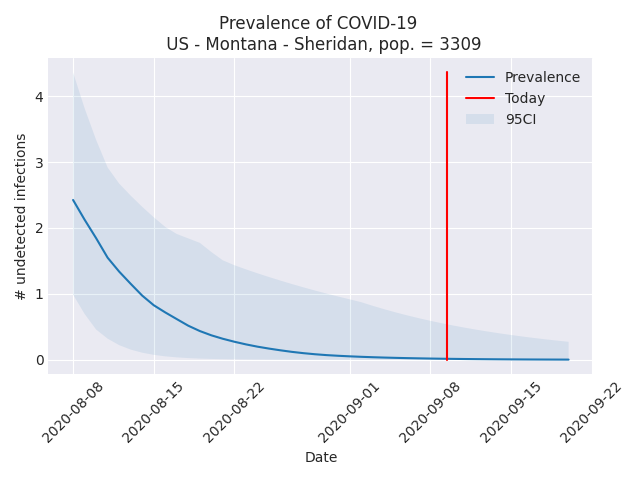 Prevalence of COVID-19
US - Montana - Sheridan, pop. = 3309
Prevalence
Today
95CI
# undetected infections
4
3
2
1
0
2020-08-08
2020-08-15
2020-08-22
2020-09-01
2020-09-08
2020-09-15
2020-09-22
Date